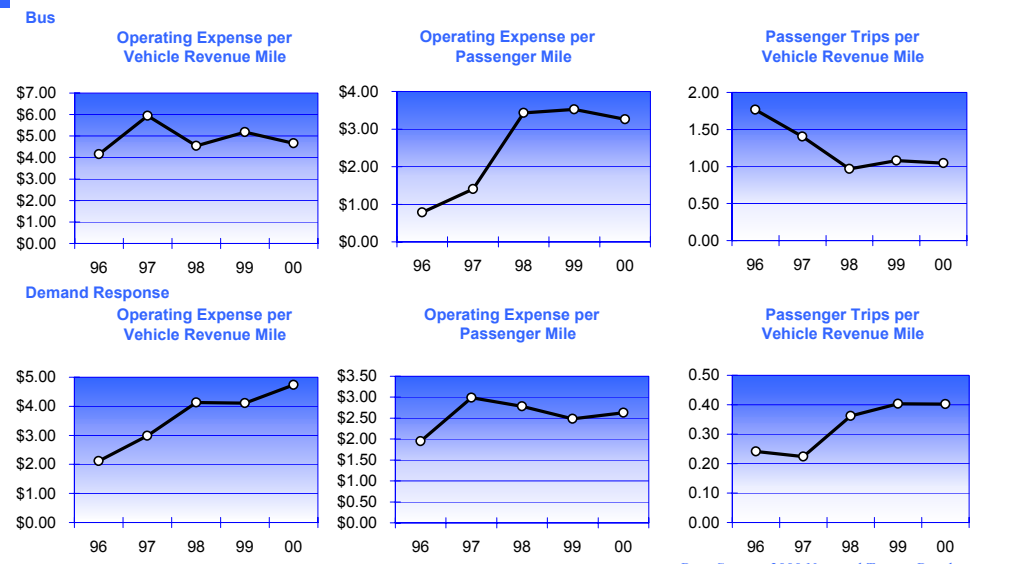 Bus
Operating Expense per
Vehicle Revenue Mile
$7.00
$6.00
$5.00
$4.00
$3.00
$2.00
$1.00
$0.00
96 97 98 99 00
Operating Expense per
Passenger Mile
$4.00
$3.00
$2.00
$1.00
$0.00
96 97 98 99 00
Passenger Trips per
Vehicle Revenue Mile
2.00
1.50
1.00
0.50
0.00
96 97 98 99 00
Demand Response
Operating Expense per
Vehicle Revenue Mile
$5.00
$4.00
$3.00
$2.00
$1.00
$0.00
96 97 98 99 00
Operating Expense per
Passenger Mile
$3.50
$3.00
$2.50
$2.00
$1.50
$1.00
$0.50
$0.00
96 97 98 99 00
Passenger Trips per
Vehicle Revenue Mile
0.50
0.40
0.30
0.20
0.10
0.00
96 97 98 99 00